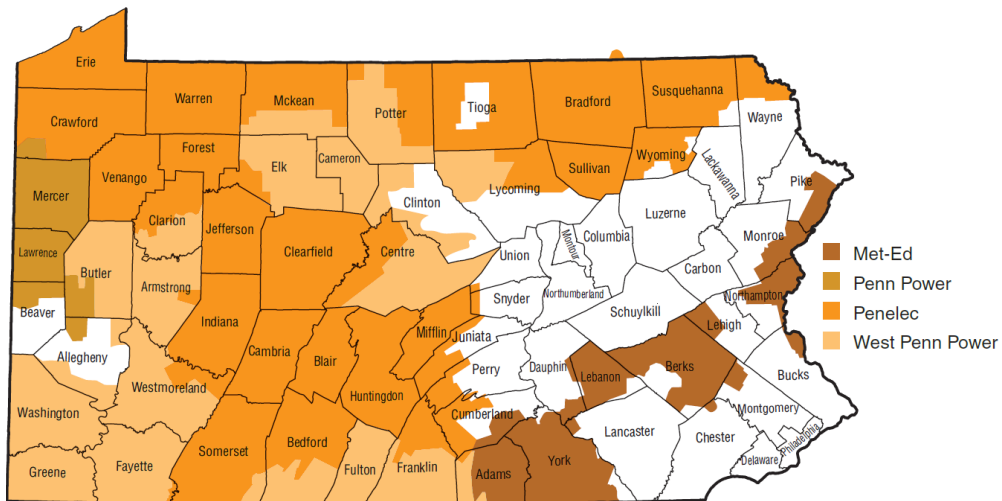 Erie
Crawford
Warren
Mckean
Potter
Tioga
Bradford
Susquehanna
Wayne
Forest
Venango
Mercer
Elk
Cameron
Clinton
Lycoming
Sullivan
Wyoming
Lackawanna
Pike
Lawrence
Butler
Clarion
Jefferson
Clearfield
Centre
Union
Montour
Columbia
Luzerne
Monroe
Carbon
Armstrong
Beaver
Allegheny
Indiana
Cambria
Blair
Huntingdon
Mifflin
Juniata
Snyder
Northumberland
Schuylkill
Northampton
Lehigh
Perry
Dauphin
Lebanon
Berks
Bucks
Montgomery
Philadelphia
Delaware
Chester
Lancaster
Cumberland
York
Adams
Franklin
Fulton
Bedford
Somerset
Westmoreland
Fayette
Greene
Washington
Met-Ed
Penn Power
Penelec
West Penn Power